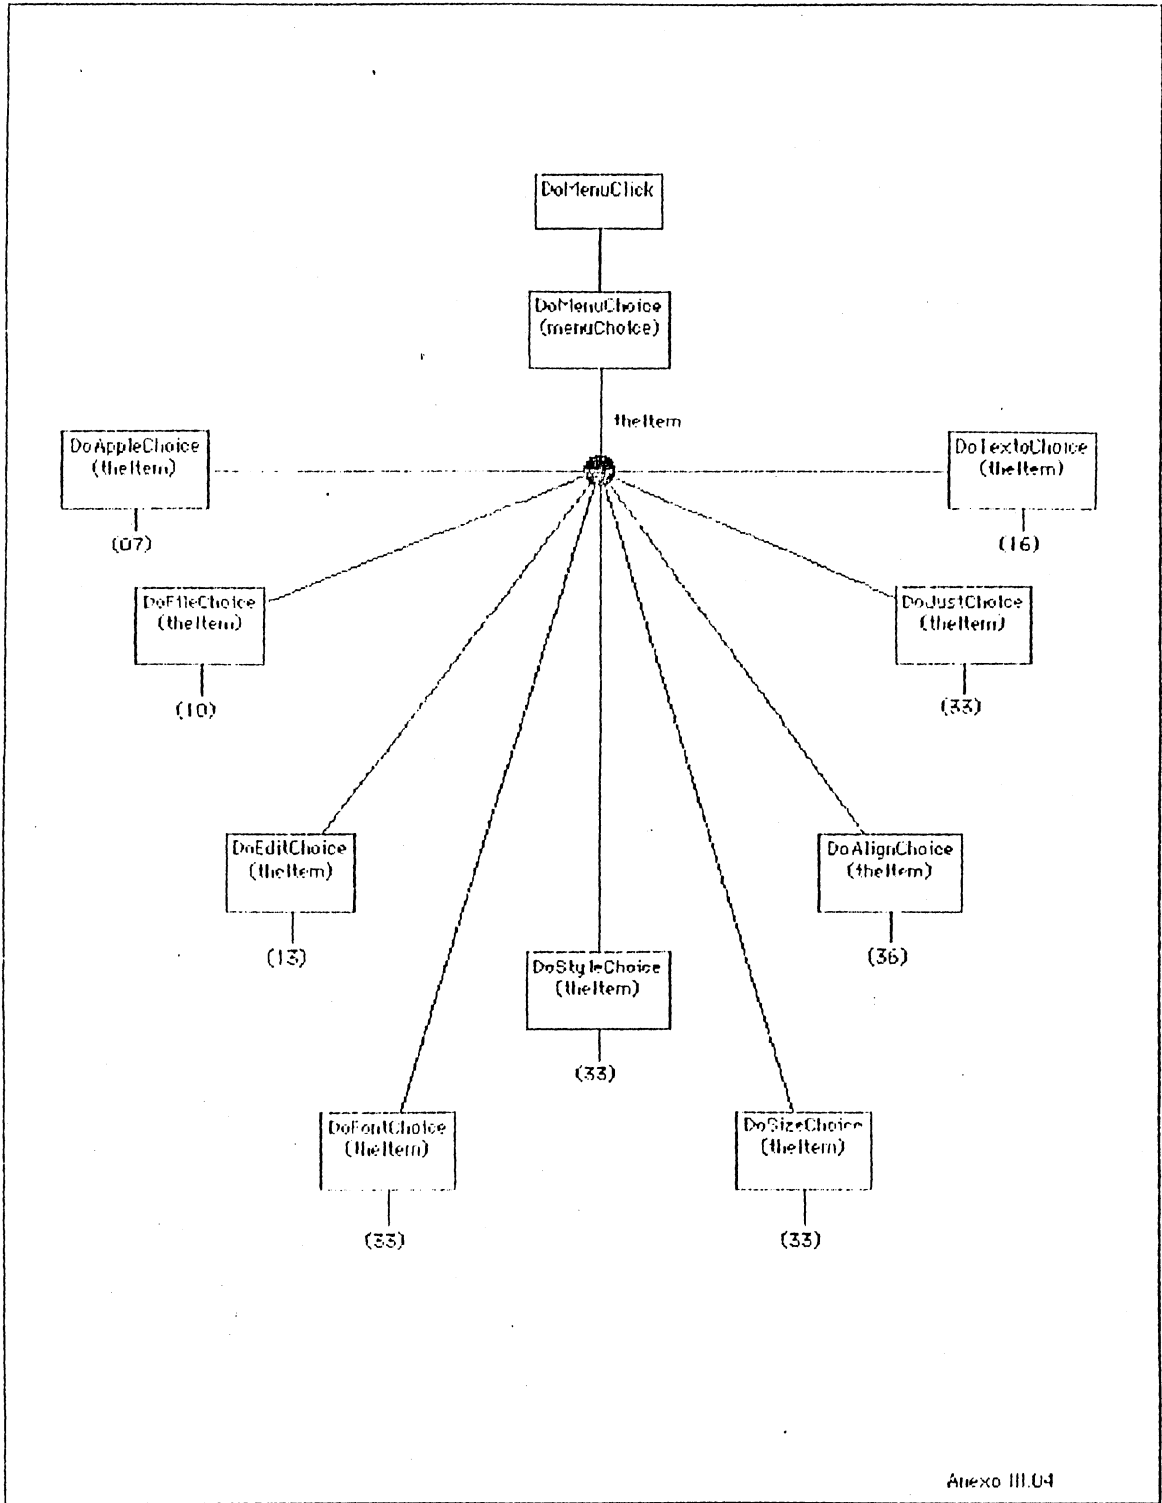 DoMenuClick
DoMenuChoice
(menuChoice)
theItem
DoAppleChoice
(theItem)
(07)
DoTextoChoice
(theItem)
(16)
DoFileChoice
(theItem)
(10)
DoJustChoice
(theItem)
(33)
DoEditChoice
(theItem)
(13)
DoAlignChoice
(theItem)
(36)
DoStyleChoice
(theItem)
(33)
DoFontChoice
(theItem)
(33)
DoSizeChoice
(theItem)
(33)
Anexo III.04